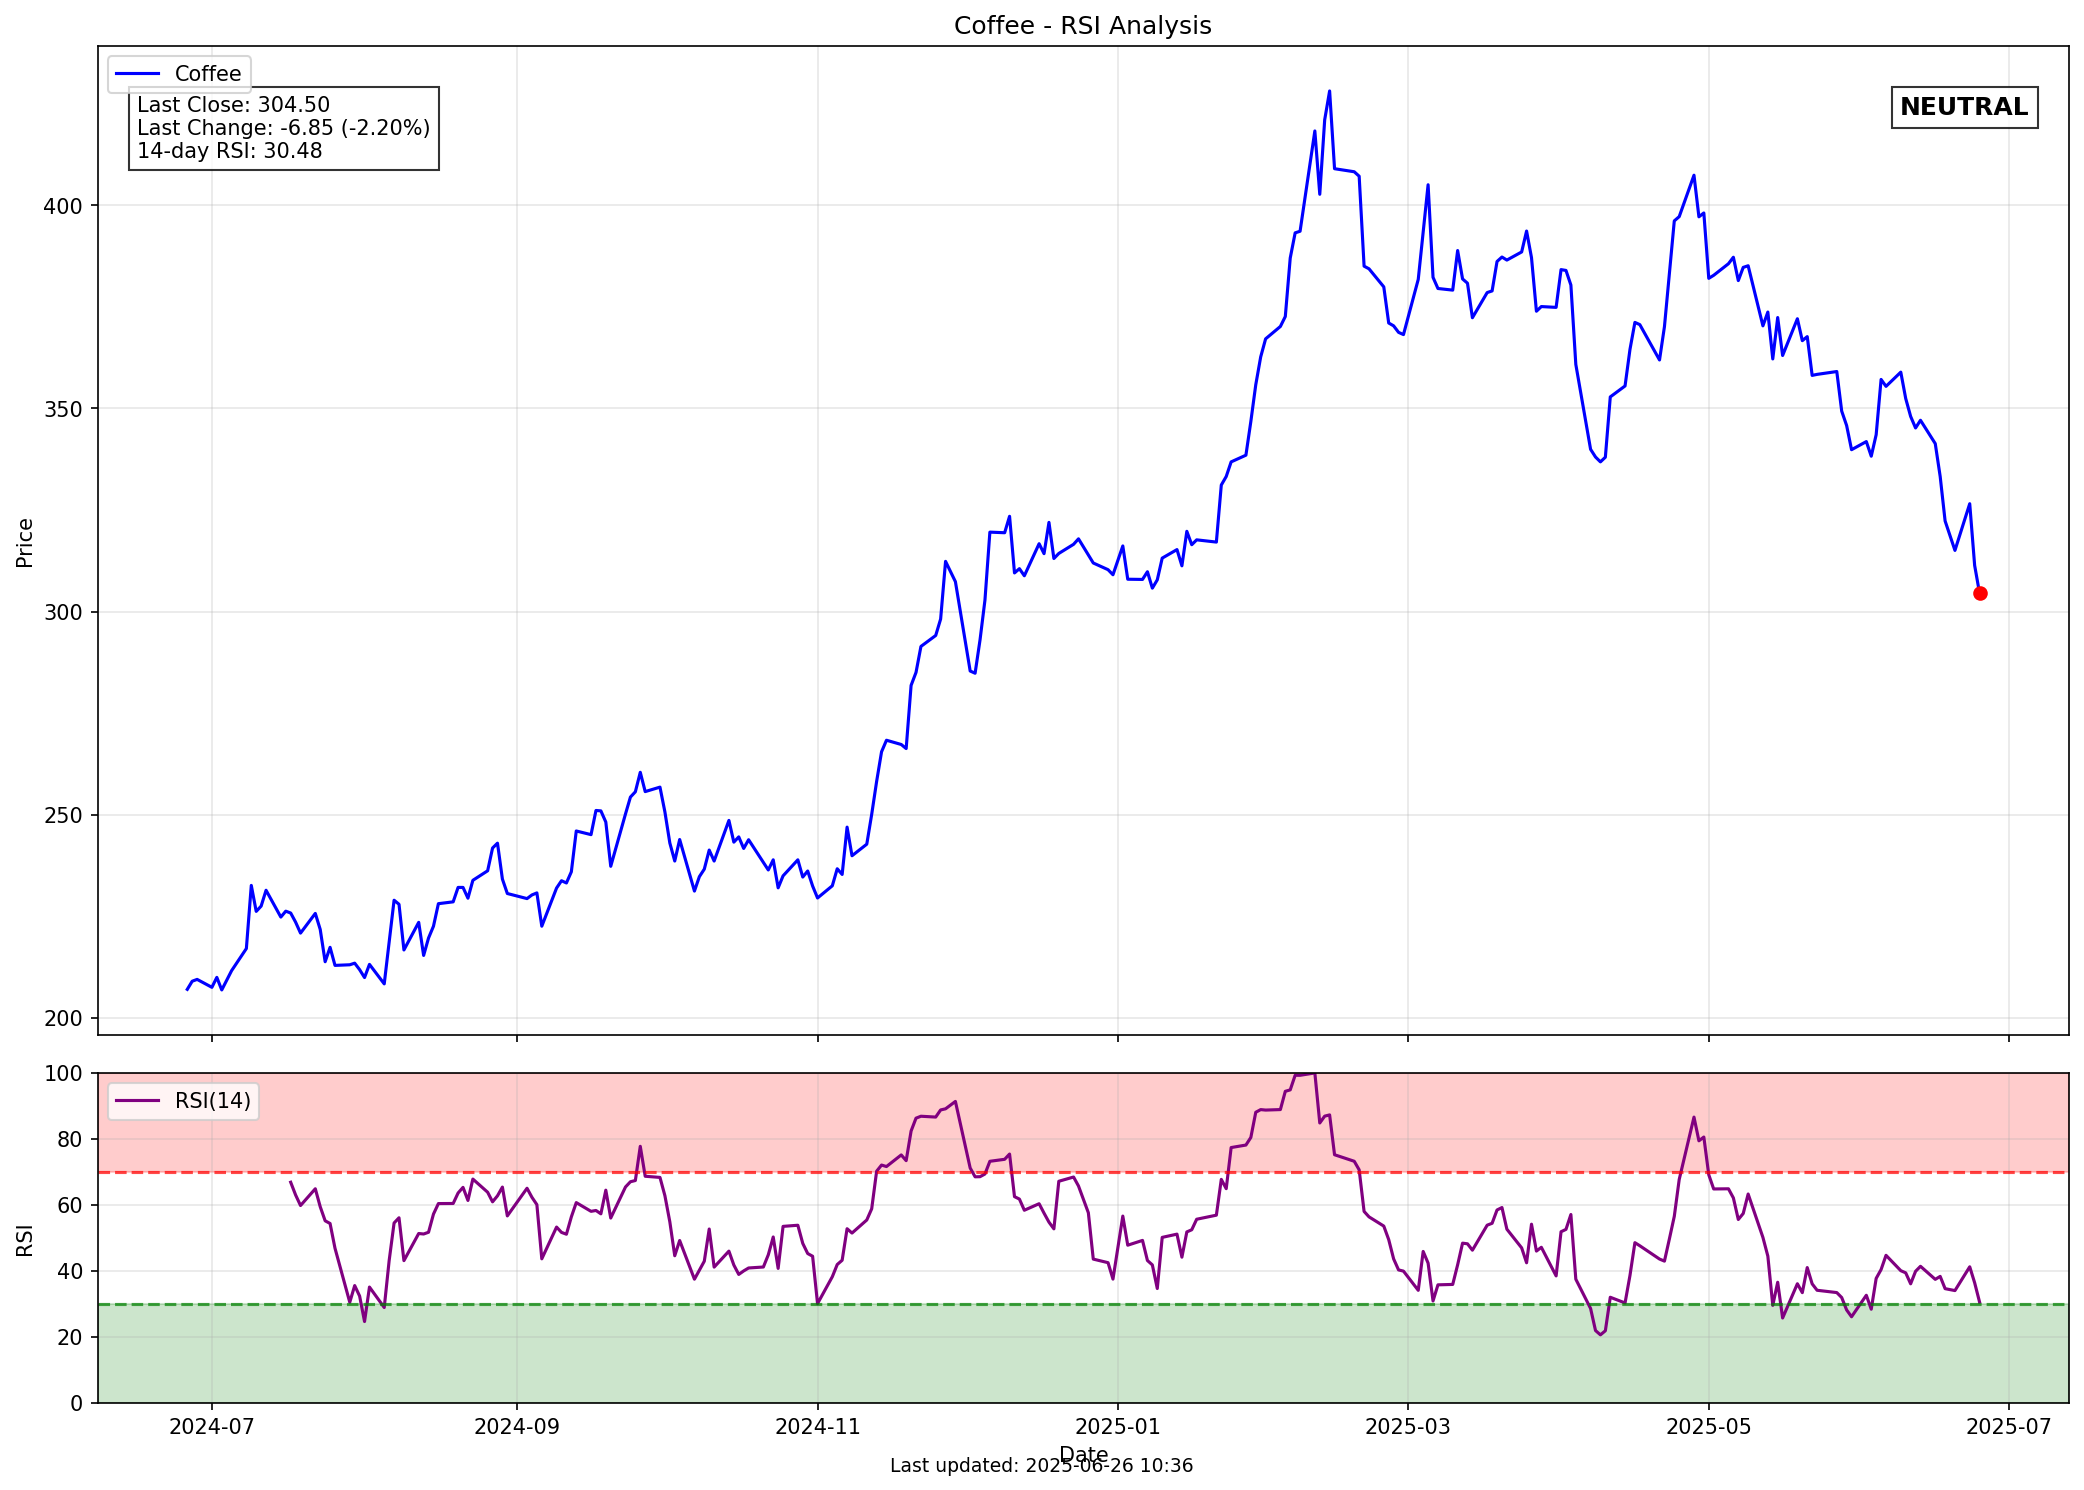 Coffee - RSI Analysis
Coffee
Last Close: 304.50
Last Change: -6.85 (-2.20%)
14-day RSI: 30.48
NEUTRAL
Price
400
350
300
250
200
RSI(14)
RSI
100
80
60
40
20
0
2024-07
2024-09
2024-11
2025-01
2025-03
2025-05
2025-07
Date
Last updated: 2025-06-26 10:36